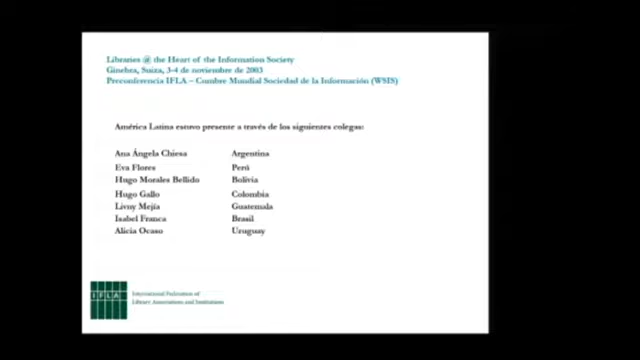 Libraries @ the Heart of the Information Society
Ginebra, Suiza, 3-4 de noviembre de 2003
Preconferencia IFLA – Cumbre Mundial Sociedad de la Información (WSIS)
América Latina estuvo presente a través de los siguientes colegas:
Ana Ángela Chiesa Argentina
Eva Flores Perú
Hugo Morales Bellido Bolivia
Hugo Gallo Colombia
Livny Mejía Guatemala
Isabel Franca Brasil
Alicia Ocaso Uruguay
IFLA
International Federation of
Library Associations and Institutions